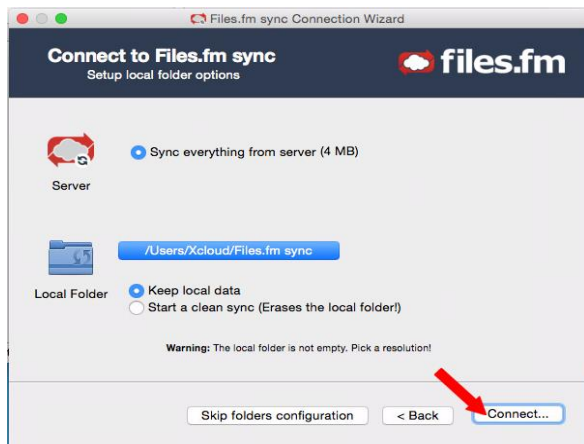 Files.fm sync Connection Wizard
Connect to Files.fm sync
Setup local folder options
files.fm
Sync everything from server (4 MB)
Server
/Users/Xcloud/Files.fm sync
Local Folder
Keep local data
Start a clean sync (Erases the local folder!)
Warning: The local folder is not empty. Pick a resolution!
Skip folders configuration
< Back
Connect...